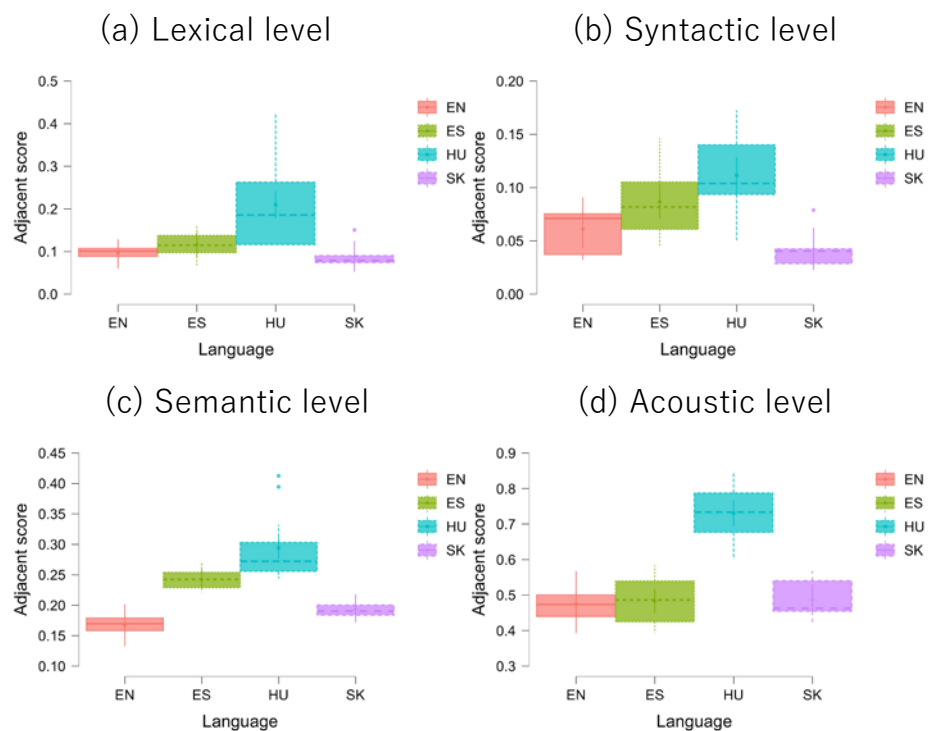 (a) Lexical level
0.5
0.4
0.3
0.2
0.1
0.0
Adjacent score
EN
ES
HU
SK
Language
EN
ES
HU
SK
(b) Syntactic level
0.20
0.15
0.10
0.05
0.00
Adjacent score
EN
ES
HU
SK
Language
EN
ES
HU
SK
(c) Semantic level
0.45
0.40
0.35
0.30
0.25
0.20
0.15
0.10
Adjacent score
EN
ES
HU
SK
Language
EN
ES
HU
SK
(d) Acoustic level
0.9
0.8
0.7
0.6
0.5
0.4
0.3
Adjacent score
EN
ES
HU
SK
Language
EN
ES
HU
SK